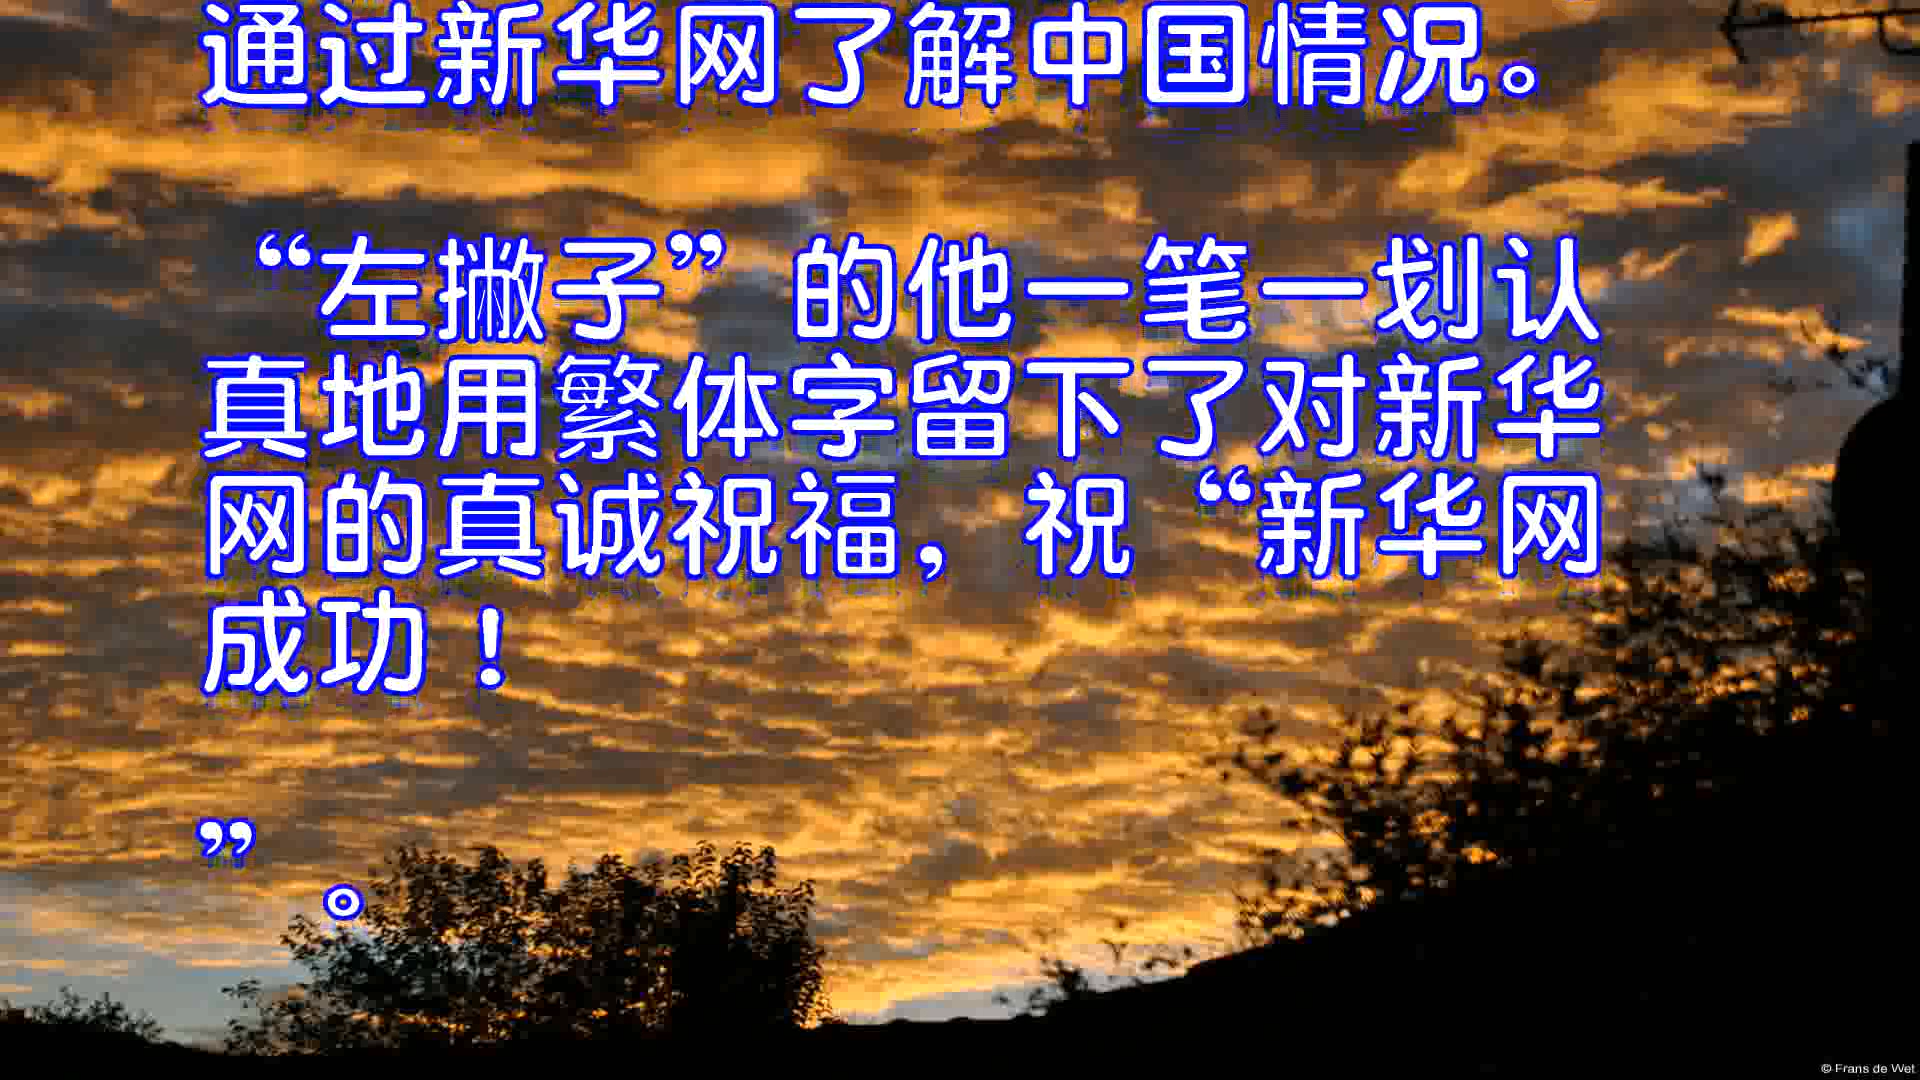 通过新华网了解中国情况。
“左撇子”的他一笔一划认
真地用繁体字留下了对新华
网的真诚祝福，祝“新华网
成功！
”。
© Frans de Wet